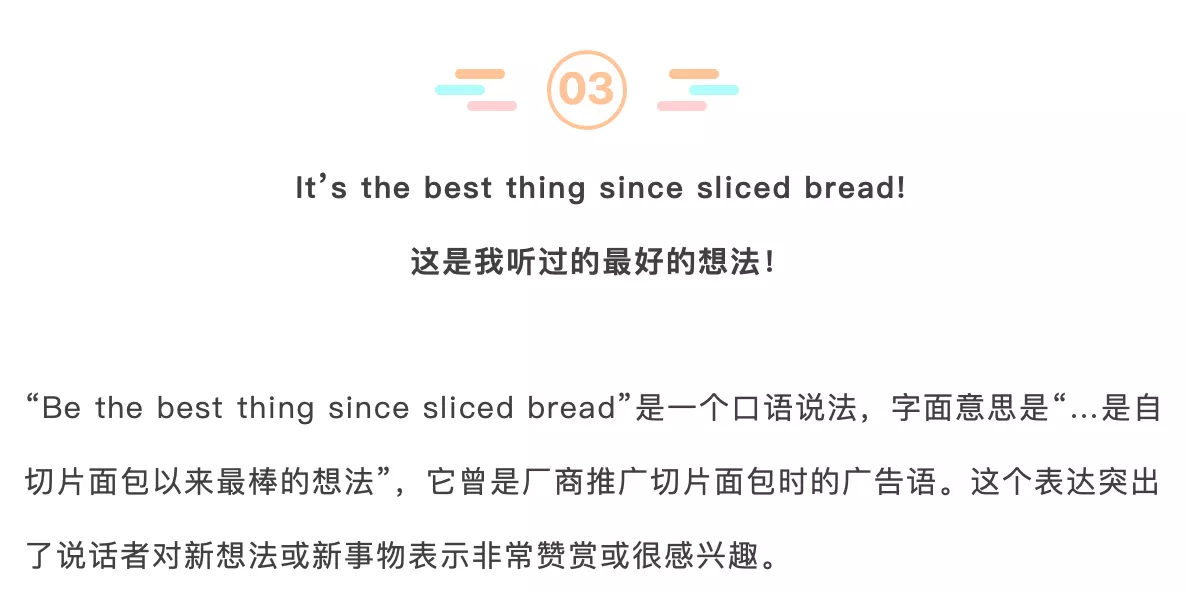 03
It’s the best thing since sliced bread!
这是我听过的最好的想法！
“Be the best thing since sliced bread”是一个口语说法，字面意思是“…是自
切片面包以来最棒的想法”，它曾是厂商推广切片面包时的广告语。这个表达突出
了说话者对新想法或新事物表示非常赞赏或很感兴趣。